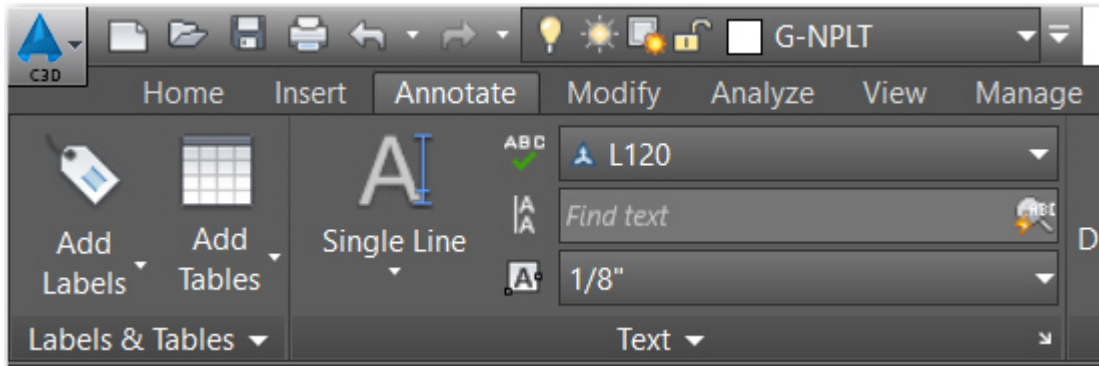 G-NPLT
C3D
Home Insert Annotate Modify Analyze View Manage
ABC
L120
A
A
A
Find text
ABC
Add Labels
Add Tables
Single Line
A
1/8"
D
Labels & Tables
Text